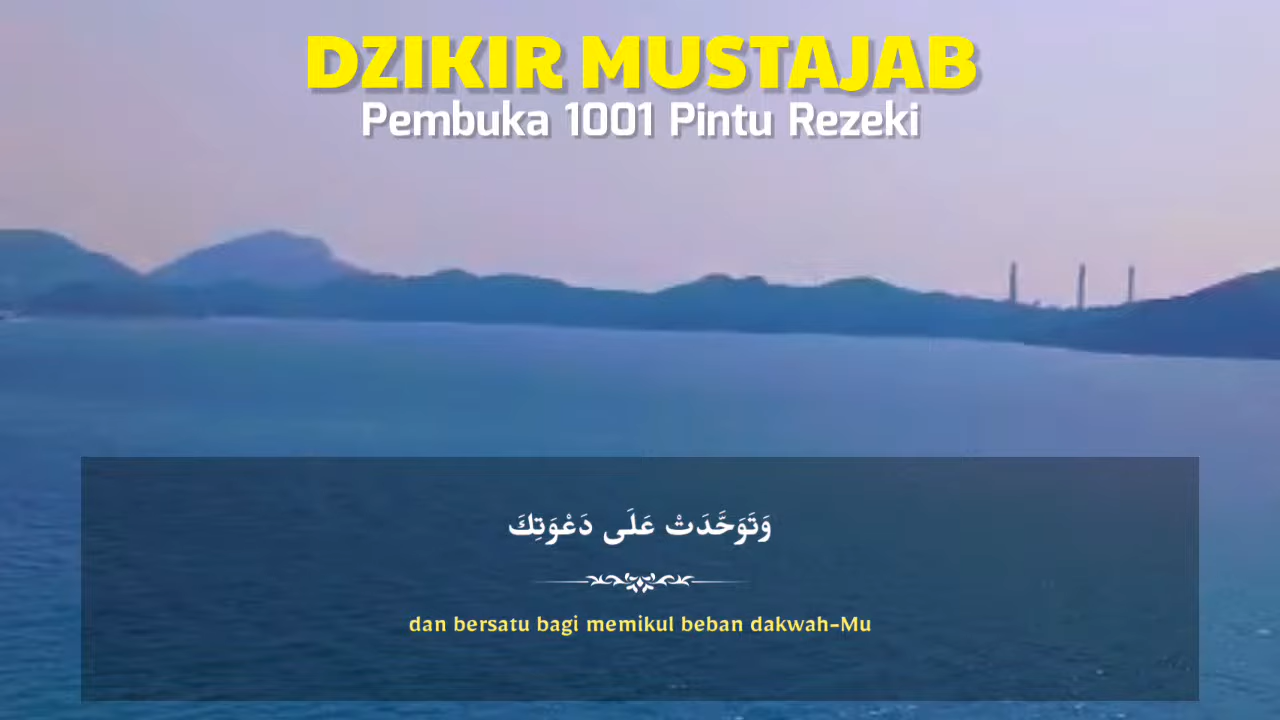 DZIKIR MUSTAJAB
Pembuka 1001 Pintu Rezeki
وَتَوَحَّدَتْ عَلَى دَعْوَتِكَ
dan bersatu bagi memikul beban dakwah-Mu